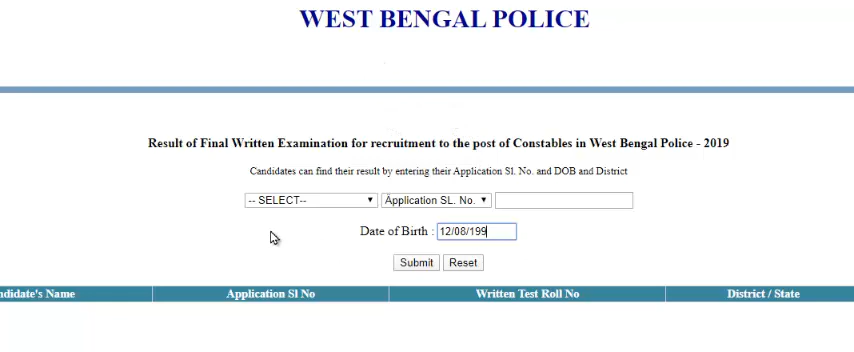 WEST BENGAL POLICE
Result of Final Written Examination for recruitment to the post of Constables in West Bengal Police - 2019
Candidates can find their result by entering their Application Sl. No. and DOB and District
-- SELECT-- Application SL. No.
Date of Birth : 12/08/199
Submit Reset
ndidate's Name Application Sl No Written Test Roll No District / State